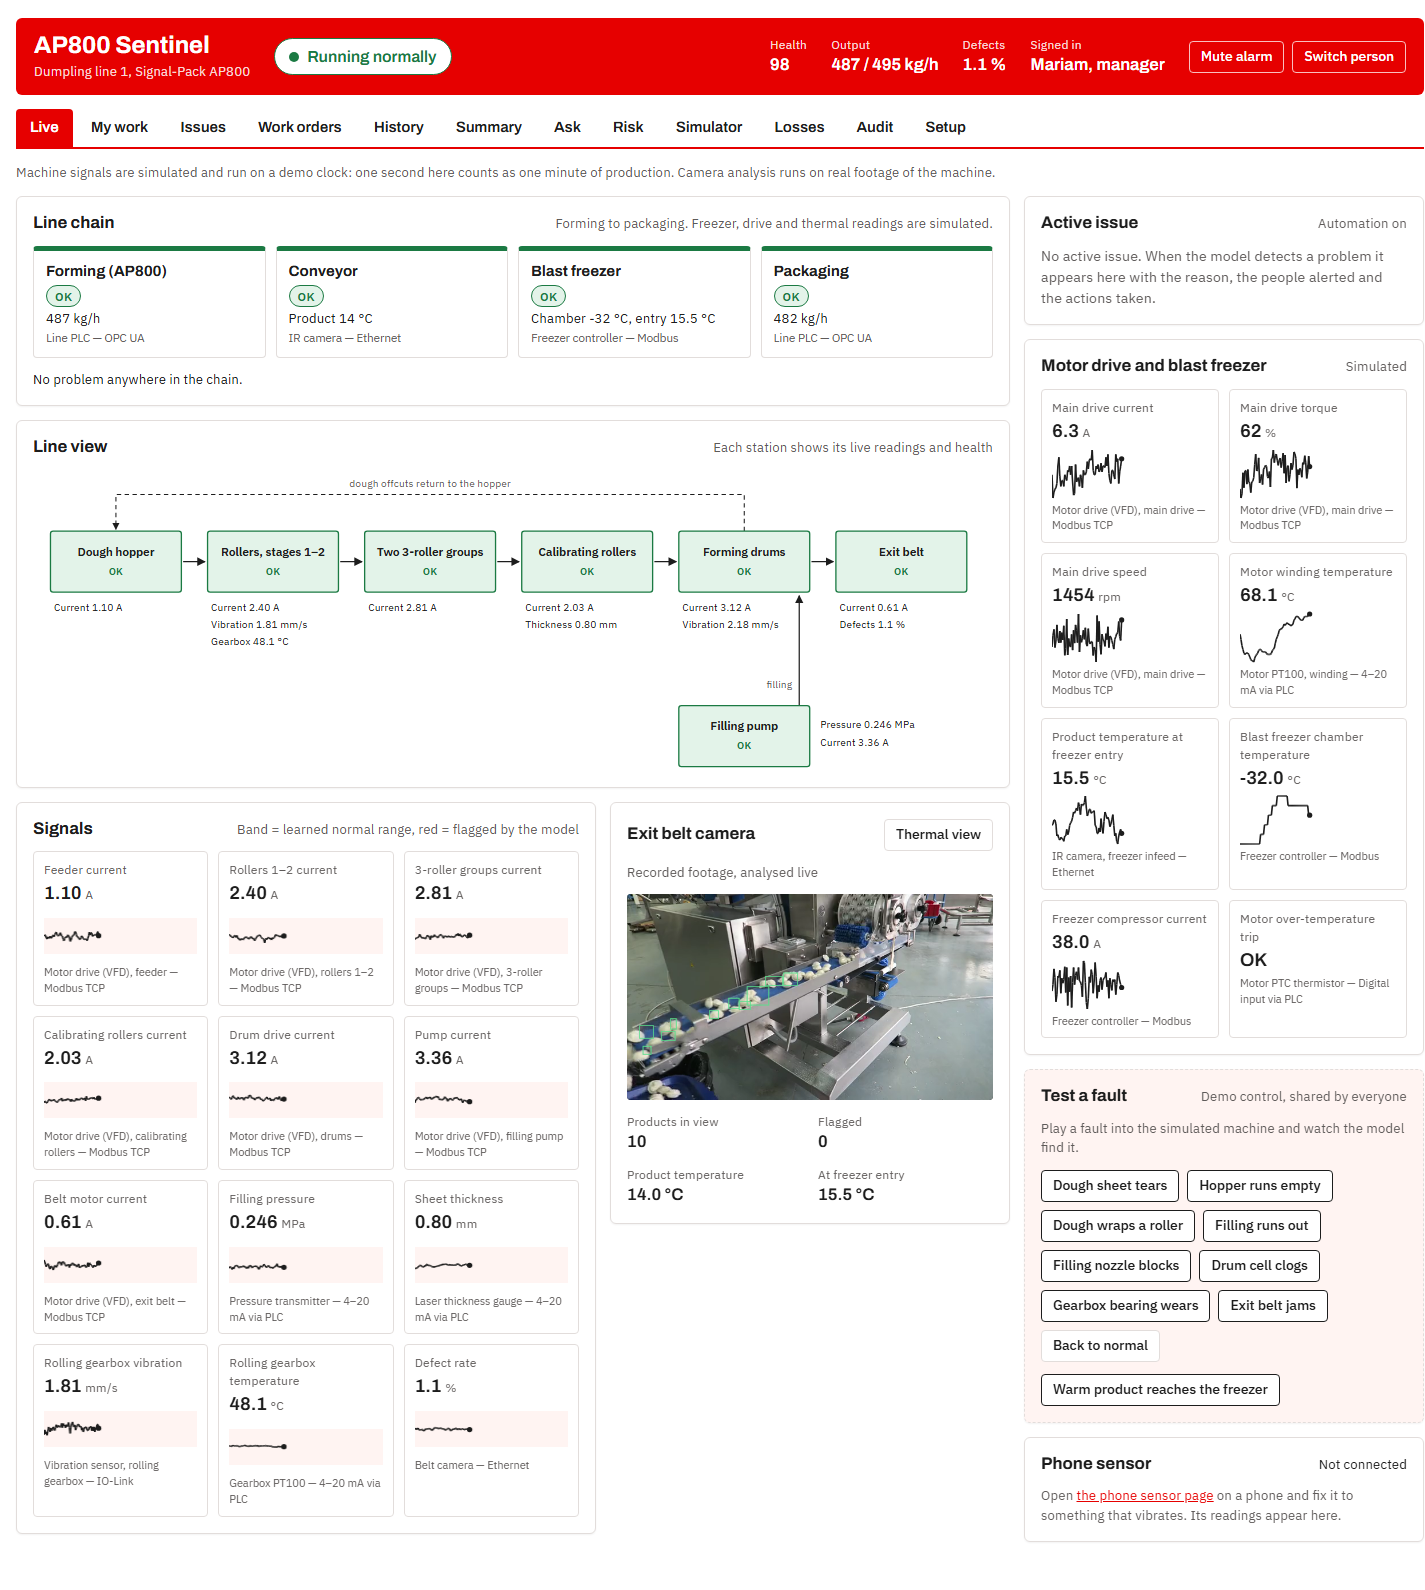 AP800 Sentinel
Dumpling line 1, Signal-Pack AP800
Running normally
Health
98
Output
487 / 495 kg/h
Defects
1.1 %
Signed in
Mariam, manager
Mute alarm
Switch person
Live
My work
Issues
Work orders
History
Summary
Ask
Risk
Simulator
Losses
Audit
Setup
Machine signals are simulated and run on a demo clock: one second here counts as one minute of production. Camera analysis runs on real footage of the machine.
Line chain
Forming to packaging. Freezer, drive and thermal readings are simulated.
Forming (AP800)
OK
487 kg/h
Line PLC — OPC UA
Conveyor
OK
Product 14 °C
IR camera — Ethernet
Blast freezer
OK
Chamber -32 °C, entry 15.5 °C
Freezer controller — Modbus
Packaging
OK
482 kg/h
Line PLC — OPC UA
No problem anywhere in the chain.
Line view
Each station shows its live readings and health
dough offcuts return to the hopper
Dough hopper
OK
Current 1.10 A
Rollers, stages 1–2
OK
Current 2.40 A
Vibration 1.81 mm/s
Gearbox 48.1 °C
Two 3-roller groups
OK
Current 2.81 A
Calibrating rollers
OK
Current 2.03 A
Thickness 0.80 mm
Forming drums
OK
Current 3.12 A
Vibration 2.18 mm/s
Exit belt
OK
Current 0.61 A
Defects 1.1 %
filling
Filling pump
OK
Pressure 0.246 MPa
Current 3.36 A
Signals
Band = learned normal range, red = flagged by the model
Feeder current
1.10 A
Motor drive (VFD), feeder —
Modbus TCP
Rollers 1–2 current
2.40 A
Motor drive (VFD), rollers 1–2
— Modbus TCP
3-roller groups current
2.81 A
Motor drive (VFD), 3-roller
groups — Modbus TCP
Calibrating rollers current
2.03 A
Motor drive (VFD), calibrating
rollers — Modbus TCP
Drum drive current
3.12 A
Motor drive (VFD), drums —
Modbus TCP
Pump current
3.36 A
Motor drive (VFD), filling pump
— Modbus TCP
Belt motor current
0.61 A
Motor drive (VFD), exit belt —
Modbus TCP
Filling pressure
0.246 MPa
Pressure transmitter — 4–20
mA via PLC
Sheet thickness
0.80 mm
Laser thickness gauge — 4–20
mA via PLC
Rolling gearbox vibration
1.81 mm/s
Vibration sensor, rolling
gearbox — IO-Link
Rolling gearbox
temperature
48.1 °C
Gearbox PT100 — 4–20 mA via
PLC
Defect rate
1.1 %
Belt camera — Ethernet
Exit belt camera
Thermal view
Recorded footage, analysed live
Products in view
10
Flagged
0
Product temperature
14.0 °C
At freezer entry
15.5 °C
Active issue
Automation on
No active issue. When the model detects a problem it
appears here with the reason, the people alerted and
the actions taken.
Motor drive and blast freezer
Simulated
Main drive current
6.3 A
Motor drive (VFD), main drive —
Modbus TCP
Main drive torque
62 %
Motor drive (VFD), main drive —
Modbus TCP
Main drive speed
1454 rpm
Motor drive (VFD), main drive —
Modbus TCP
Motor winding temperature
68.1 °C
Motor PT100, winding — 4–20
mA via PLC
Product temperature at
freezer entry
15.5 °C
IR camera, freezer infeed —
Ethernet
Blast freezer chamber
temperature
-32.0 °C
Freezer controller — Modbus
Freezer compressor current
38.0 A
Freezer controller — Modbus
Motor over-temperature
trip
OK
Motor PTC thermistor — Digital
input via PLC
Test a fault
Demo control, shared by everyone
Play a fault into the simulated machine and watch the model
find it.
Dough sheet tears
Hopper runs empty
Dough wraps a roller
Filling runs out
Filling nozzle blocks
Drum cell clogs
Gearbox bearing wears
Exit belt jams
Back to normal
Warm product reaches the freezer
Phone sensor
Not connected
Open the phone sensor page on a phone and fix it to
something that vibrates. Its readings appear here.